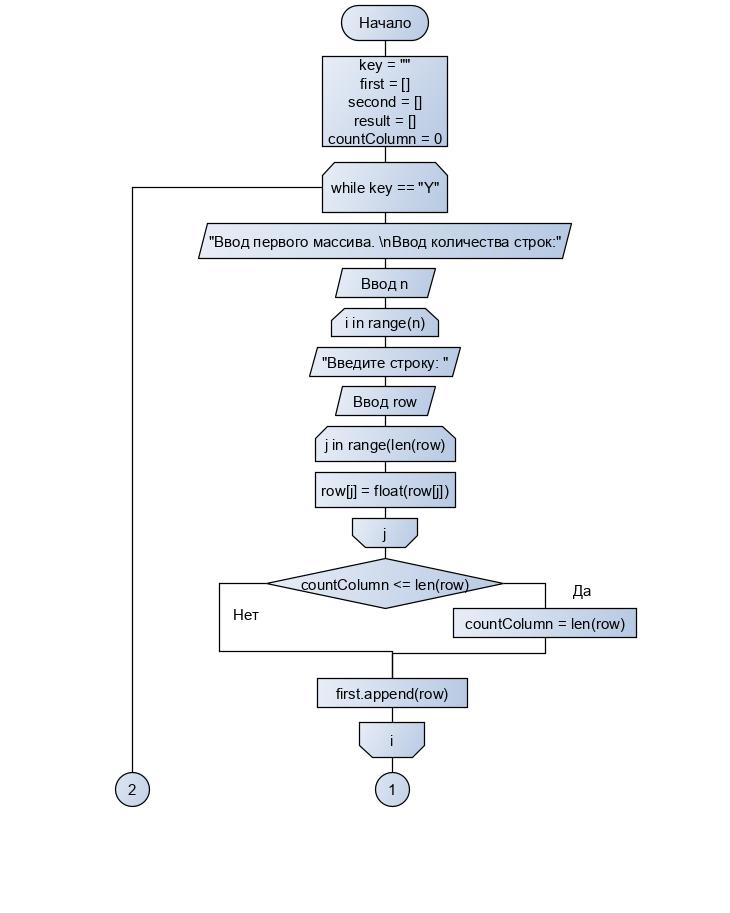 Начало
key = ""
first = []
second = []
result = []
countColumn = 0
while key == "Y"
"Ввод первого массива. \nВвод количества строк:"
Ввод n
i in range(n)
"Введите строку: "
Ввод row
j in range(len(row)
row[j] = float(row[j])
j
countColumn <= len(row)
Да
Нет
countColumn = len(row)
first.append(row)
i
2
1